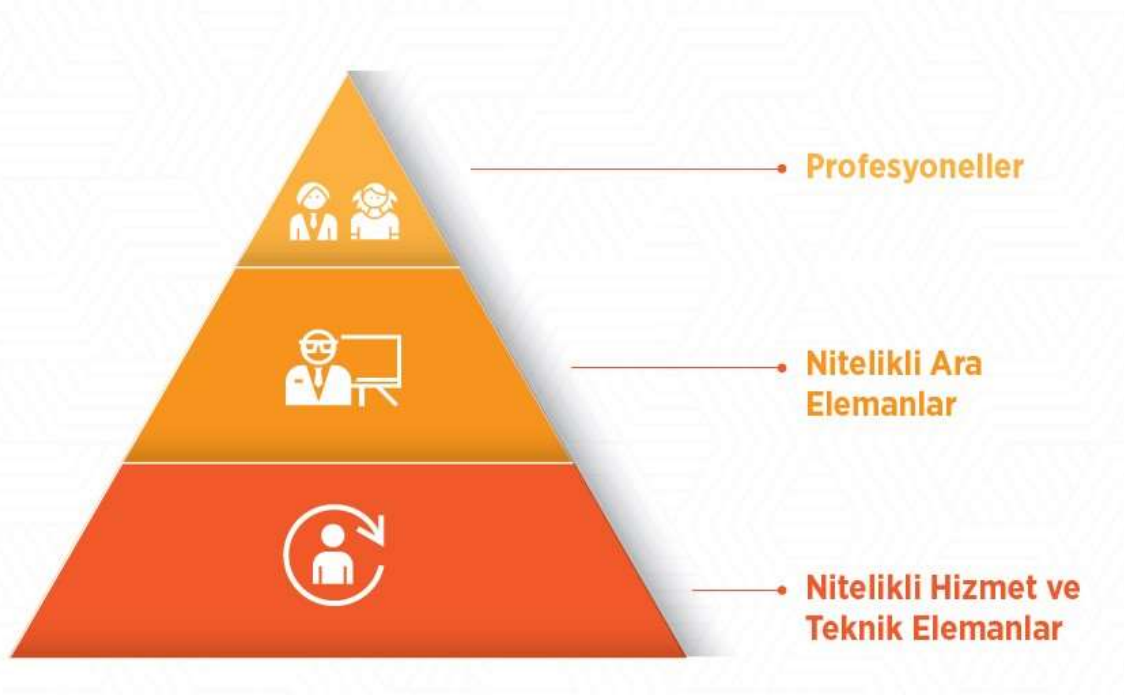 Profesyoneller
Nitelikli Ara
Elemanlar
Nitelikli Hizmet ve
Teknik Elemanlar